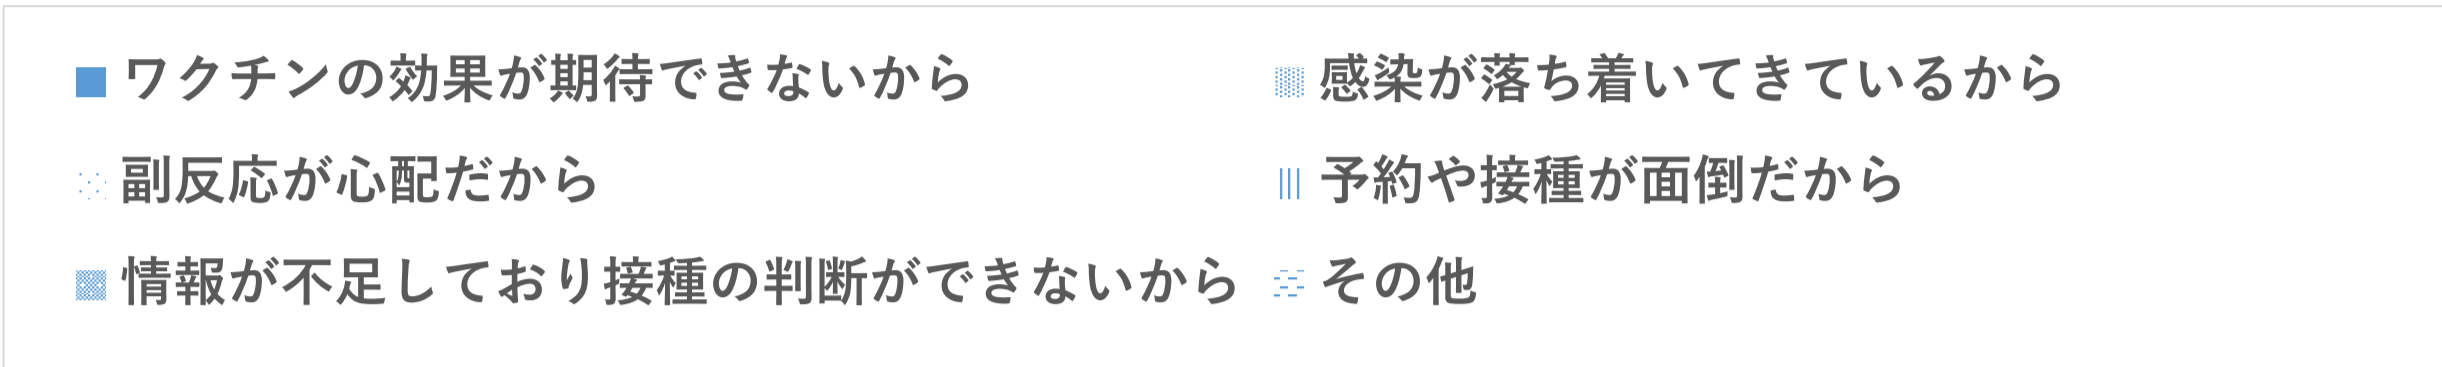 ワクチンの効果が期待できないから
感染が落ち着いてきているから
副反応が心配だから
予約や接種が面倒だから
情報が不足しており接種の判断ができないから
その他